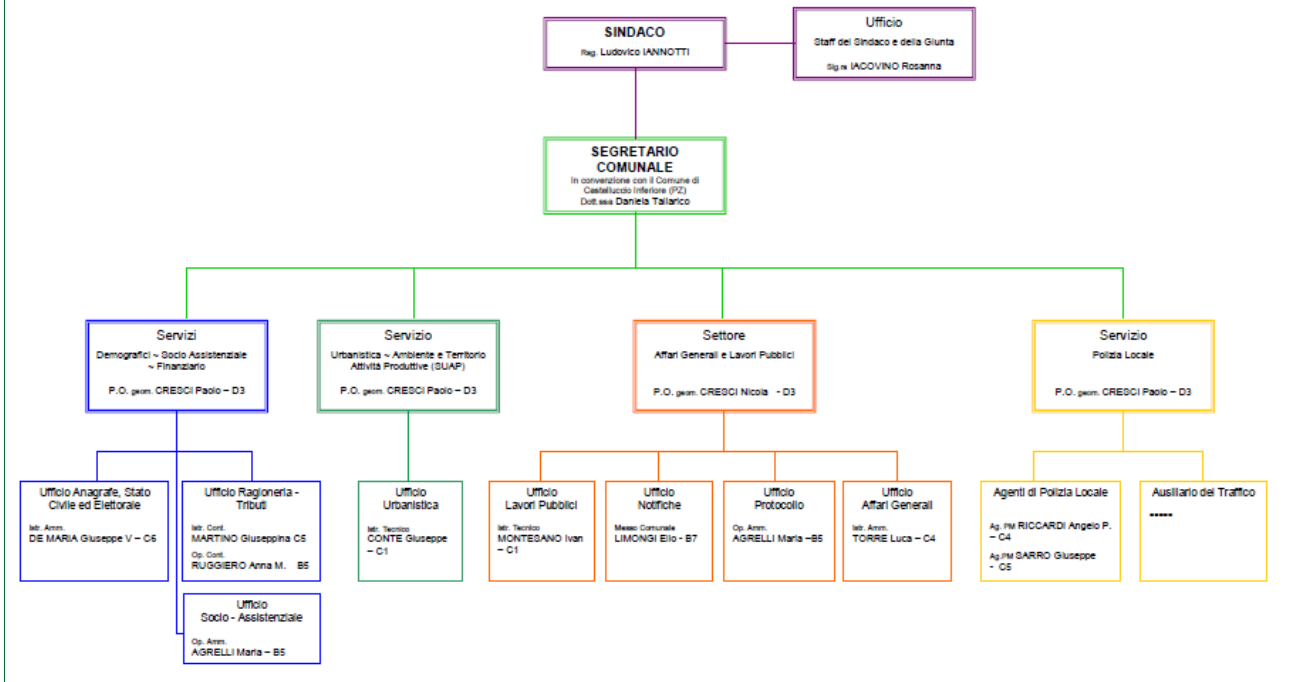 SINDACO
Rag. Ludovico IANNOTTI
Ufficio
Staff del Sindaco e della Giunta
Sig.ra IACOVINO Rosanna
SEGRETARIO
COMUNALE
In convenzione con il Comune di
Castelluccio Inferiore (PZ)
Dott.ssa Daniela Tallarico
Servizi
Demografici ~ Socio Assistenziale
~ Finanziario
P.O. geom. CRESCI Paolo – D3
Servizio
Urbanistica ~ Ambiente e Territorio
Attività Produttive (SUAP)
P.O. geom. CRESCI Paolo – D3
Settore
Affari Generali e Lavori Pubblici
P.O. geom. CRESCI Nicola - D3
Servizio
Polizia Locale
P.O. geom. CRESCI Paolo – D3
Ufficio Anagrafe, Stato
Civile ed Elettorale
Istr. Amm.
DE MARIA Giuseppe V – C6
Ufficio Ragioneria -
Tributi
Istr. Cont.
MARTINO Giuseppina C5
Op. Cont.
RUGGIERO Anna M. B5
Ufficio
Socio - Assistenziale
Op. Amm.
AGRELLI Maria – B5
Ufficio
Urbanistica
Istr. Tecnico
CONTE Giuseppe
– C1
Ufficio
Lavori Pubblici
Istr. Tecnico
MONTESANO Ivan
– C1
Ufficio
Notifiche
Messo Comunale
LIMONGI Elio - B7
Ufficio
Protocollo
Op. Amm.
AGRELLI Maria –B5
Ufficio
Affari Generali
Istr. Amm.
TORRE Luca – C4
Agenti di Polizia Locale
Ag. PM RICCARDI Angelo P.
– C4
Ag.PM SARRO Giuseppe
- C5
Ausiliario del Traffico
-----